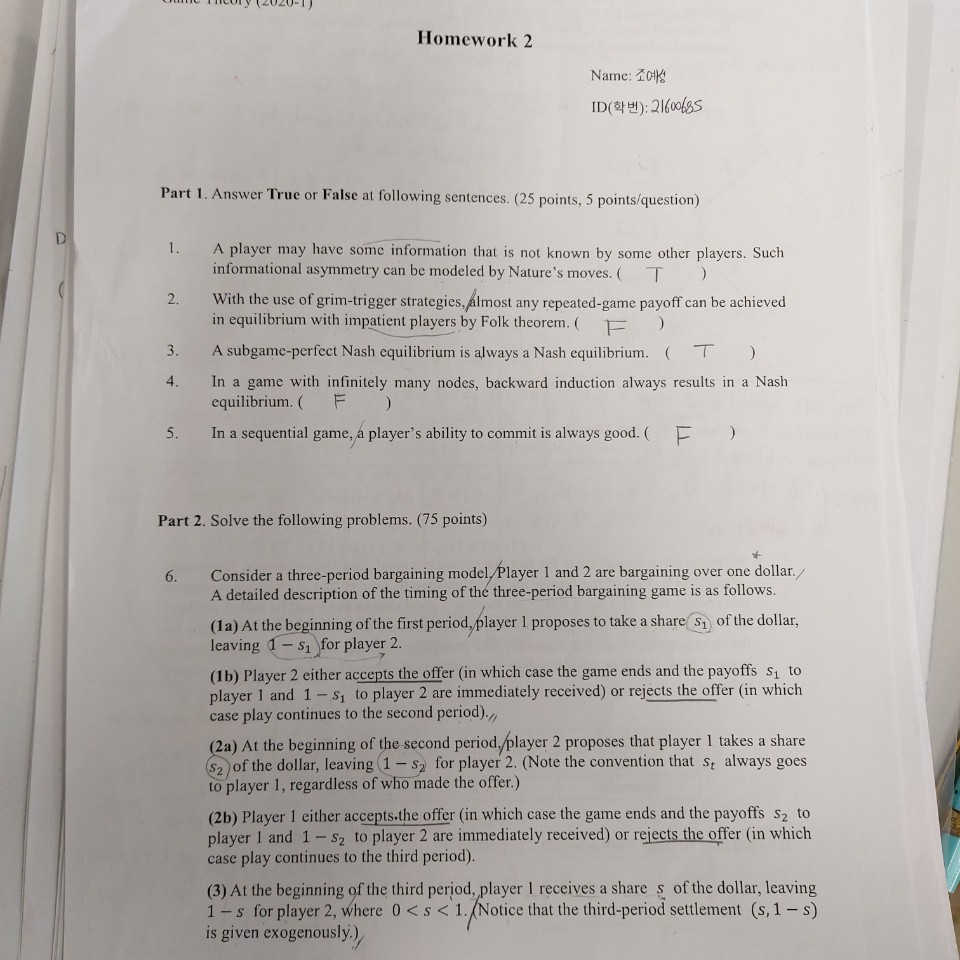 Game Theory (2020-1)
Homework 2
Name: 조예성
ID(학번): 21600685
Part 1. Answer True or False at following sentences. (25 points, 5 points/question)
1. A player may have some information that is not known by some other players. Such
informational asymmetry can be modeled by Nature's moves. ( T )
2. With the use of grim-trigger strategies, almost any repeated-game payoff can be achieved
in equilibrium with impatient players by Folk theorem. ( F )
3. A subgame-perfect Nash equilibrium is always a Nash equilibrium. ( T )
4. In a game with infinitely many nodes, backward induction always results in a Nash
equilibrium. ( F )
5. In a sequential game, a player's ability to commit is always good. ( F )
Part 2. Solve the following problems. (75 points)
6. Consider a three-period bargaining model. Player 1 and 2 are bargaining over one dollar.
A detailed description of the timing of the three-period bargaining game is as follows.
(1a) At the beginning of the first period, player 1 proposes to take a share s₁ of the dollar,
leaving 1 − s₁ for player 2.
(1b) Player 2 either accepts the offer (in which case the game ends and the payoffs s₁ to
player 1 and 1 − s₁ to player 2 are immediately received) or rejects the offer (in which
case play continues to the second period).
(2a) At the beginning of the second period, player 2 proposes that player 1 takes a share
s₂ of the dollar, leaving 1 − s₂ for player 2. (Note the convention that sₜ always goes
to player 1, regardless of who made the offer.)
(2b) Player 1 either accepts the offer (in which case the game ends and the payoffs s₂ to
player 1 and 1 − s₂ to player 2 are immediately received) or rejects the offer (in which
case play continues to the third period).
(3) At the beginning of the third period, player 1 receives a share s of the dollar, leaving
1 − s for player 2, where 0 < s < 1. (Notice that the third-period settlement (s, 1 − s)
is given exogenously.)
D